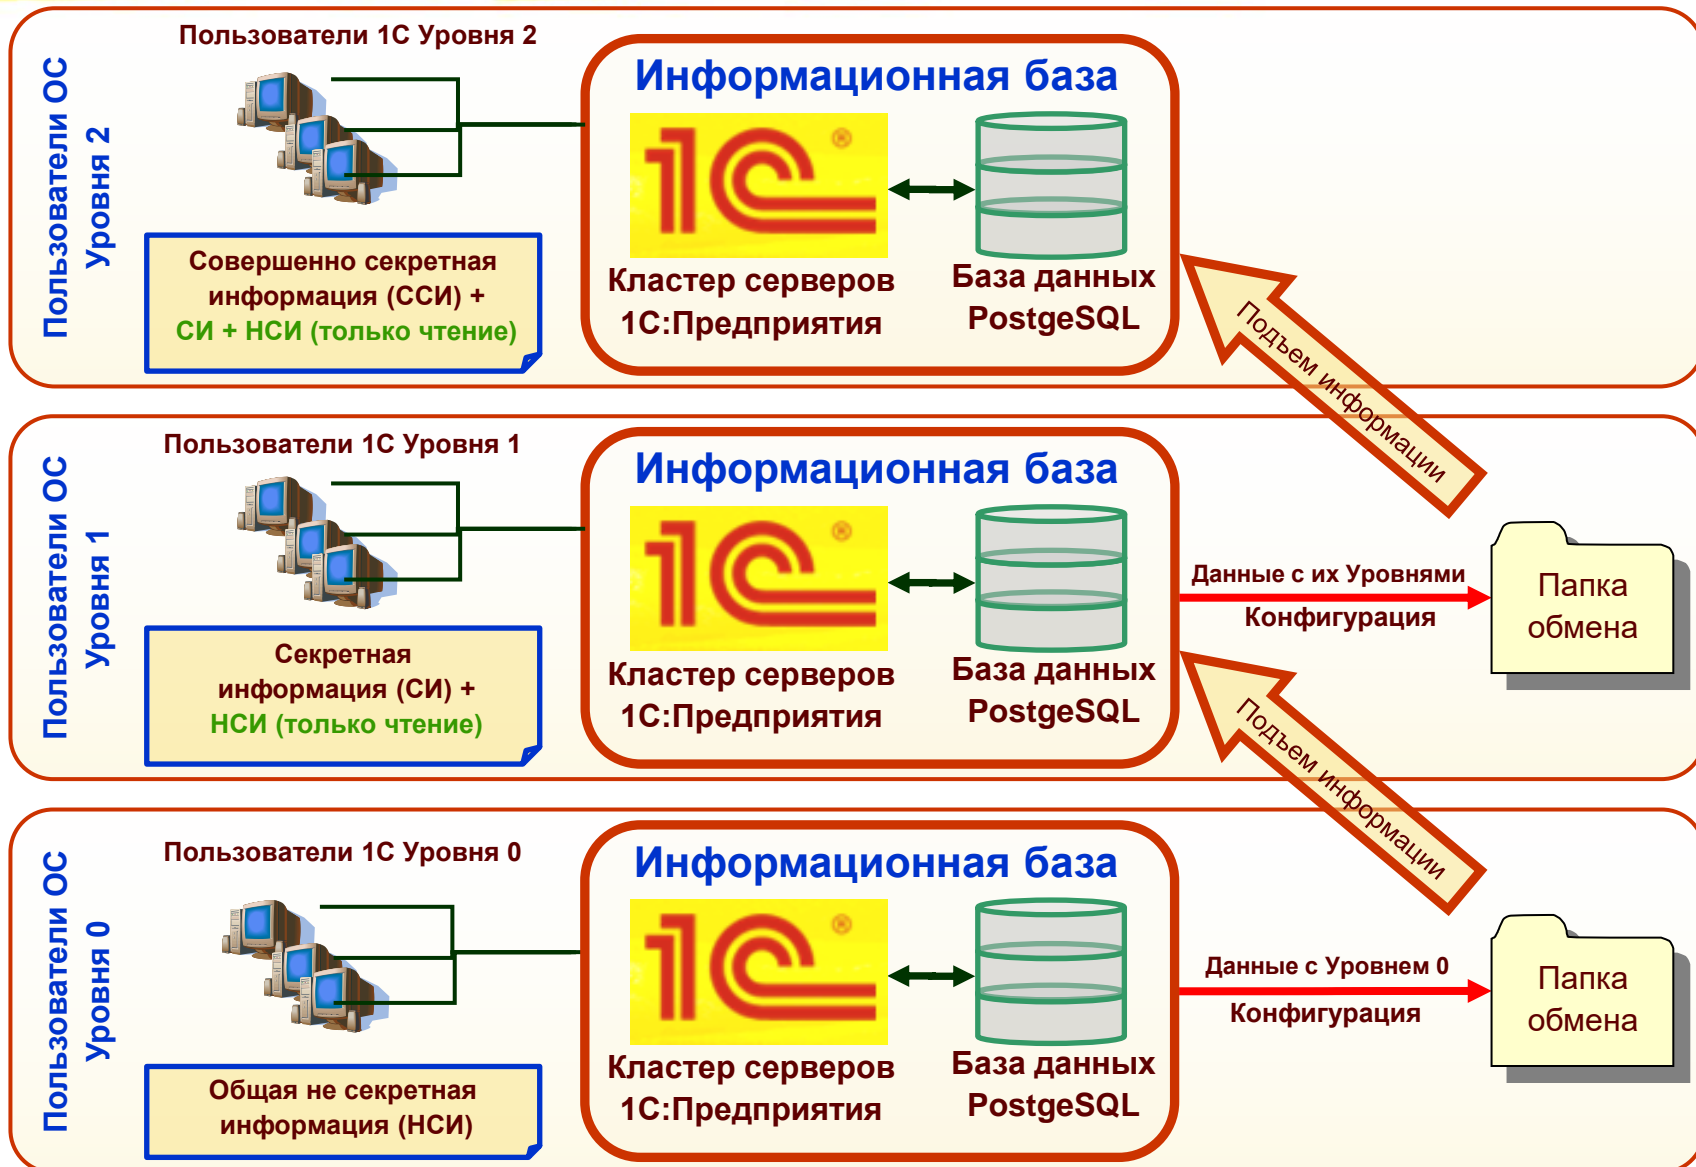 Пользователи ОС
Уровня 2
Пользователи 1С Уровня 2
Совершенно секретная
информация (ССИ) +
СИ + НСИ (только чтение)
Информационная база
1С ®
Кластер серверов
1С:Предприятия
База данных
PostgeSQL
Подъем информации
Пользователи ОС
Уровня 1
Пользователи 1С Уровня 1
Секретная
информация (СИ) +
НСИ (только чтение)
Информационная база
1С ®
Кластер серверов
1С:Предприятия
База данных
PostgeSQL
Данные с их Уровнями
Конфигурация
Папка
обмена
Подъем информации
Пользователи ОС
Уровня 0
Пользователи 1С Уровня 0
Общая не секретная
информация (НСИ)
Информационная база
1С ®
Кластер серверов
1С:Предприятия
База данных
PostgeSQL
Данные с Уровнем 0
Конфигурация
Папка
обмена